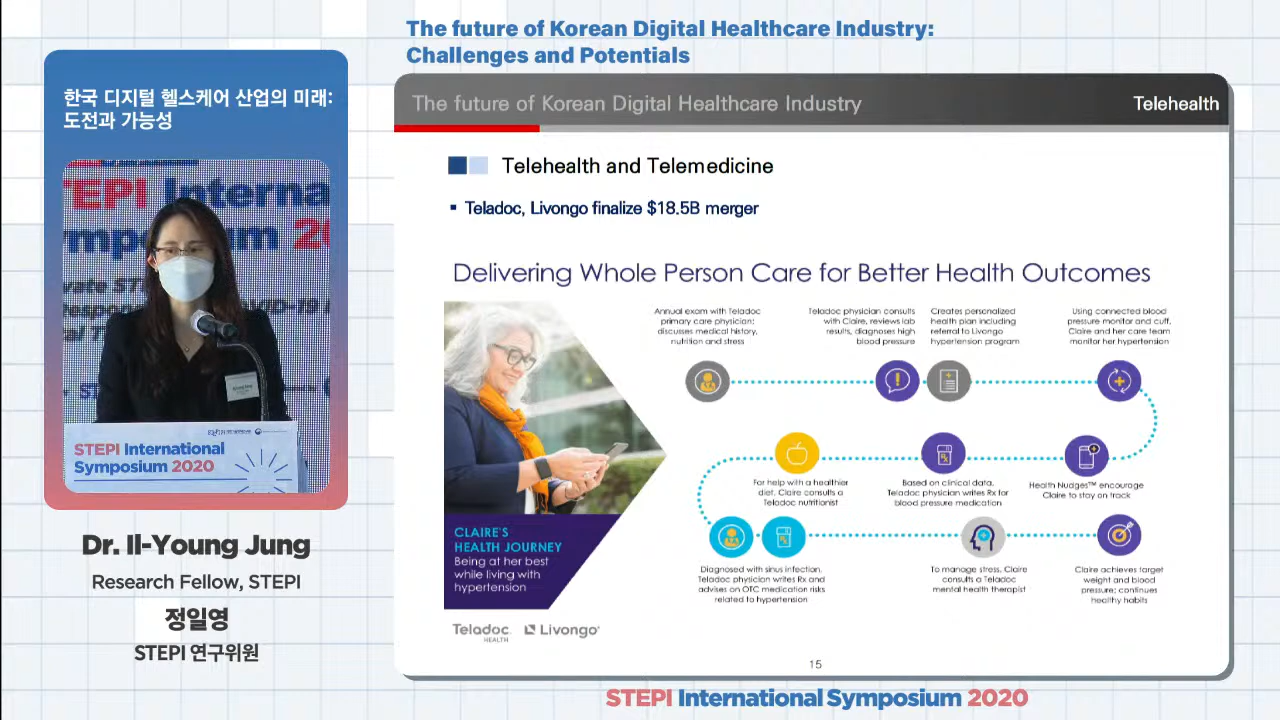 The future of Korean Digital Healthcare Industry:
Challenges and Potentials
한국 디지털 헬스케어 산업의 미래:
도전과 가능성
STEPI International
Symposium 2020
Dr. Il-Young Jung
Research Fellow, STEPI
정일영
STEPI 연구위원
The future of Korean Digital Healthcare Industry
Telehealth
Telehealth and Telemedicine
▪ Teladoc, Livongo finalize $18.5B merger
Delivering Whole Person Care for Better Health Outcomes
Annual exam with Teladoc
primary care physician;
discusses medical history,
nutrition and stress
Teladoc physician consults
with Claire, reviews lab
results, diagnoses high
blood pressure
Creates personalized
health plan including
referral to Livongo
hypertension program
Using connected blood
pressure monitor and cuff,
Claire and her care team
monitor her hypertension
For help with a healthier
diet, Claire consults a
Teladoc nutritionist
Based on clinical data,
Teladoc physician writes Rx for
blood pressure medication
Health Nudges™ encourage
Claire to stay on track
Diagnosed with sinus infection,
Teladoc physician writes Rx and
advises on OTC medication risks
related to hypertension
To manage stress, Claire
consults a Teladoc
mental health therapist
Claire achieves target
weight and blood
pressure; continues
healthy habits
CLAIRE'S
HEALTH JOURNEY
Being at her best
while living with
hypertension
Teladoc
HEALTH
Livongo
15
STEPI International Symposium 2020